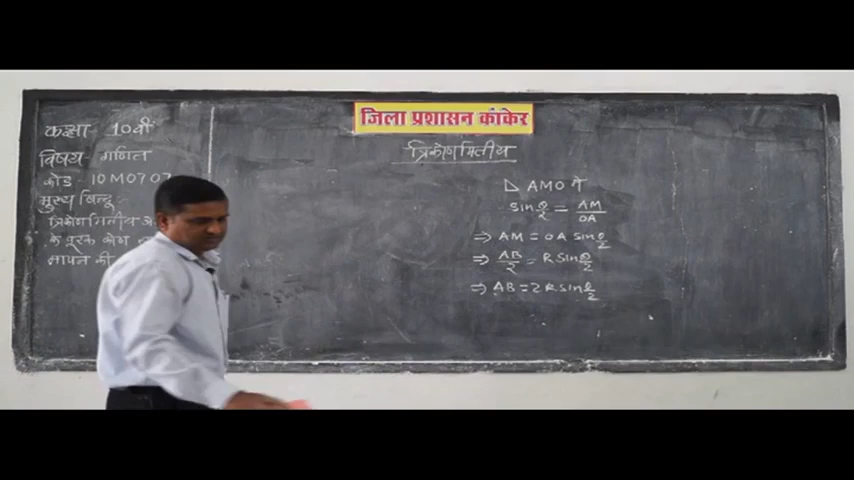 जिला प्रशासन कांकेर
कक्षा - 10वीं
विषय - गणित
कोड - 10M0707
मुख्य बिन्दु :-
त्रिकोणमितीय
के पूरक कोण
मापन की
त्रिकोणमितीय
△ AMO में
sin θ/2 = AM/OA
⇒ AM = OA sin θ/2
⇒ AB/2 = R sin θ/2
⇒ AB = 2R sin θ/2